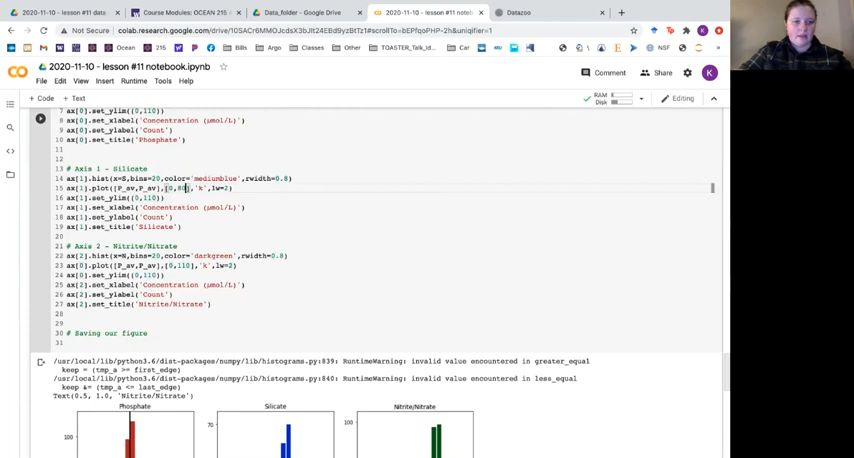 2020-11-10 - lesson #11 data
Course Modules: OCEAN 215
Data_folder - Google Drive
2020-11-10 - lesson #11 noteb
Datazoo
Not Secure
colab.research.google.com/drive/
Apps
Ocean
215
Bills
Argo
Classes
Other
TOASTER_Talk_Id
Car
NSF
Other Bookmarks
CO
2020-11-10 - lesson #11 notebook.ipynb
File Edit View Insert Runtime Tools Help
Comment
Share
K
+ Code + Text
RAM
Disk
Editing
7 ax[0].set_ylim((0,110))
8 ax[0].set_xlabel('Concentration (μmol/L)')
9 ax[0].set_ylabel('Count')
10 ax[0].set_title('Phosphate')
11
12
13 # Axis 1 - Silicate
14 ax[1].hist(x=S,bins=20,color='mediumblue',rwidth=0.8)
15 ax[1].plot([P_av,P_av],[0,80],'k',lw=2)
16 ax[1].set_ylim((0,110))
17 ax[1].set_xlabel('Concentration (μmol/L)')
18 ax[1].set_ylabel('Count')
19 ax[1].set_title('Silicate')
20
21 # Axis 2 - Nitrite/Nitrate
22 ax[2].hist(x=N,bins=20,color='darkgreen',rwidth=0.8)
23 ax[0].plot([P_av,P_av],[0,110],'k',lw=2)
24 ax[0].set_ylim((0,110))
25 ax[2].set_xlabel('Concentration (μmol/L)')
26 ax[2].set_ylabel('Count')
27 ax[2].set_title('Nitrite/Nitrate')
28
29
30 # Saving our figure
31
/usr/local/lib/python3.6/dist-packages/numpy/lib/histograms.py:839: RuntimeWarning: invalid value encountered in greater_equal
keep = (tmp_a >= first_edge)
/usr/local/lib/python3.6/dist-packages/numpy/lib/histograms.py:840: RuntimeWarning: invalid value encountered in less_equal
keep &= (tmp_a <= last_edge)
Text(0.5, 1.0, 'Nitrite/Nitrate')
Phosphate
Silicate
Nitrite/Nitrate
100
70
100